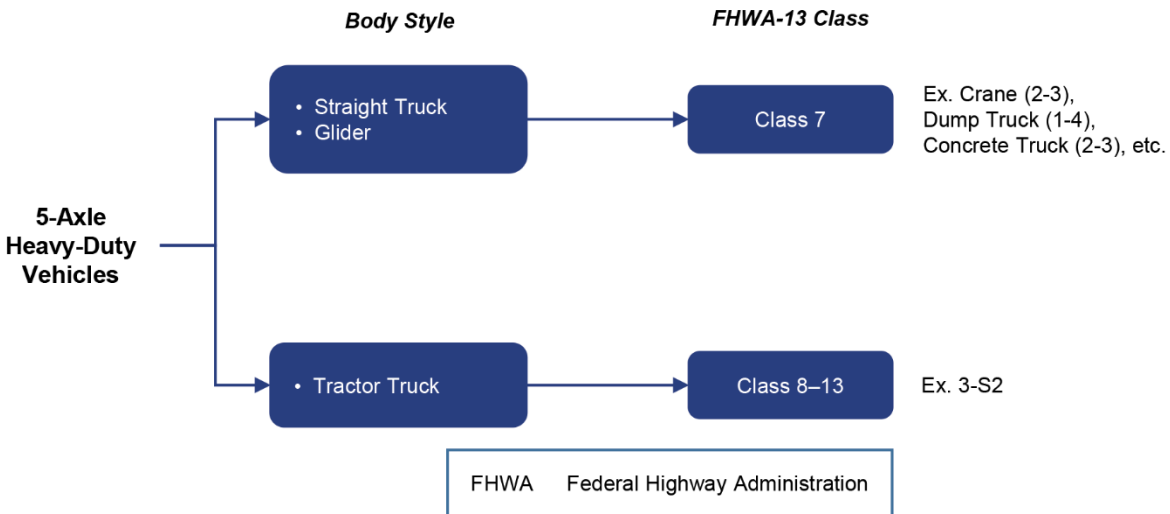 Body Style
FHWA-13 Class
• Straight Truck
• Glider
Class 7
Ex. Crane (2-3),
Dump Truck (1-4),
Concrete Truck (2-3), etc.
5-Axle
Heavy-Duty
Vehicles
• Tractor Truck
Class 8–13
Ex. 3-S2
FHWA Federal Highway Administration